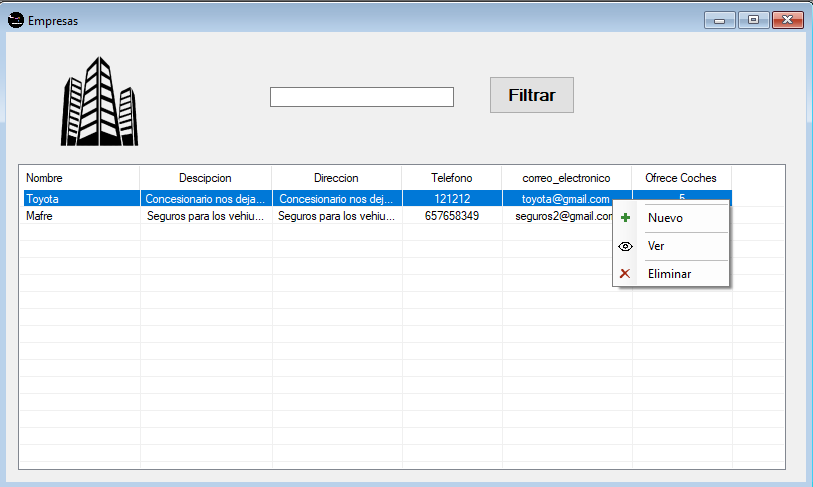 Empresas
Filtrar
Nombre Descipcion Direccion Telefono correo_electronico Ofrece Coches
Toyota Concesionario nos deja... Concesionario nos dej... 121212 toyota@gmail.com 5
Mafre Seguros para los vehiu... Seguros para los vehiu... 657658349 seguros2@gmail.com
Nuevo
Ver
Eliminar